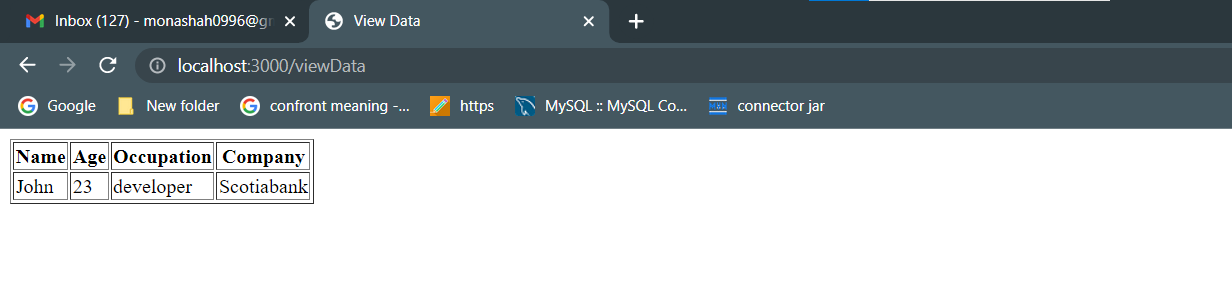 Inbox (127) - monashah0996@gr
View Data
localhost:3000/viewData
Google New folder confront meaning -... https MySQL :: MySQL Co... connector jar
Name Age Occupation Company
John 23 developer Scotiabank